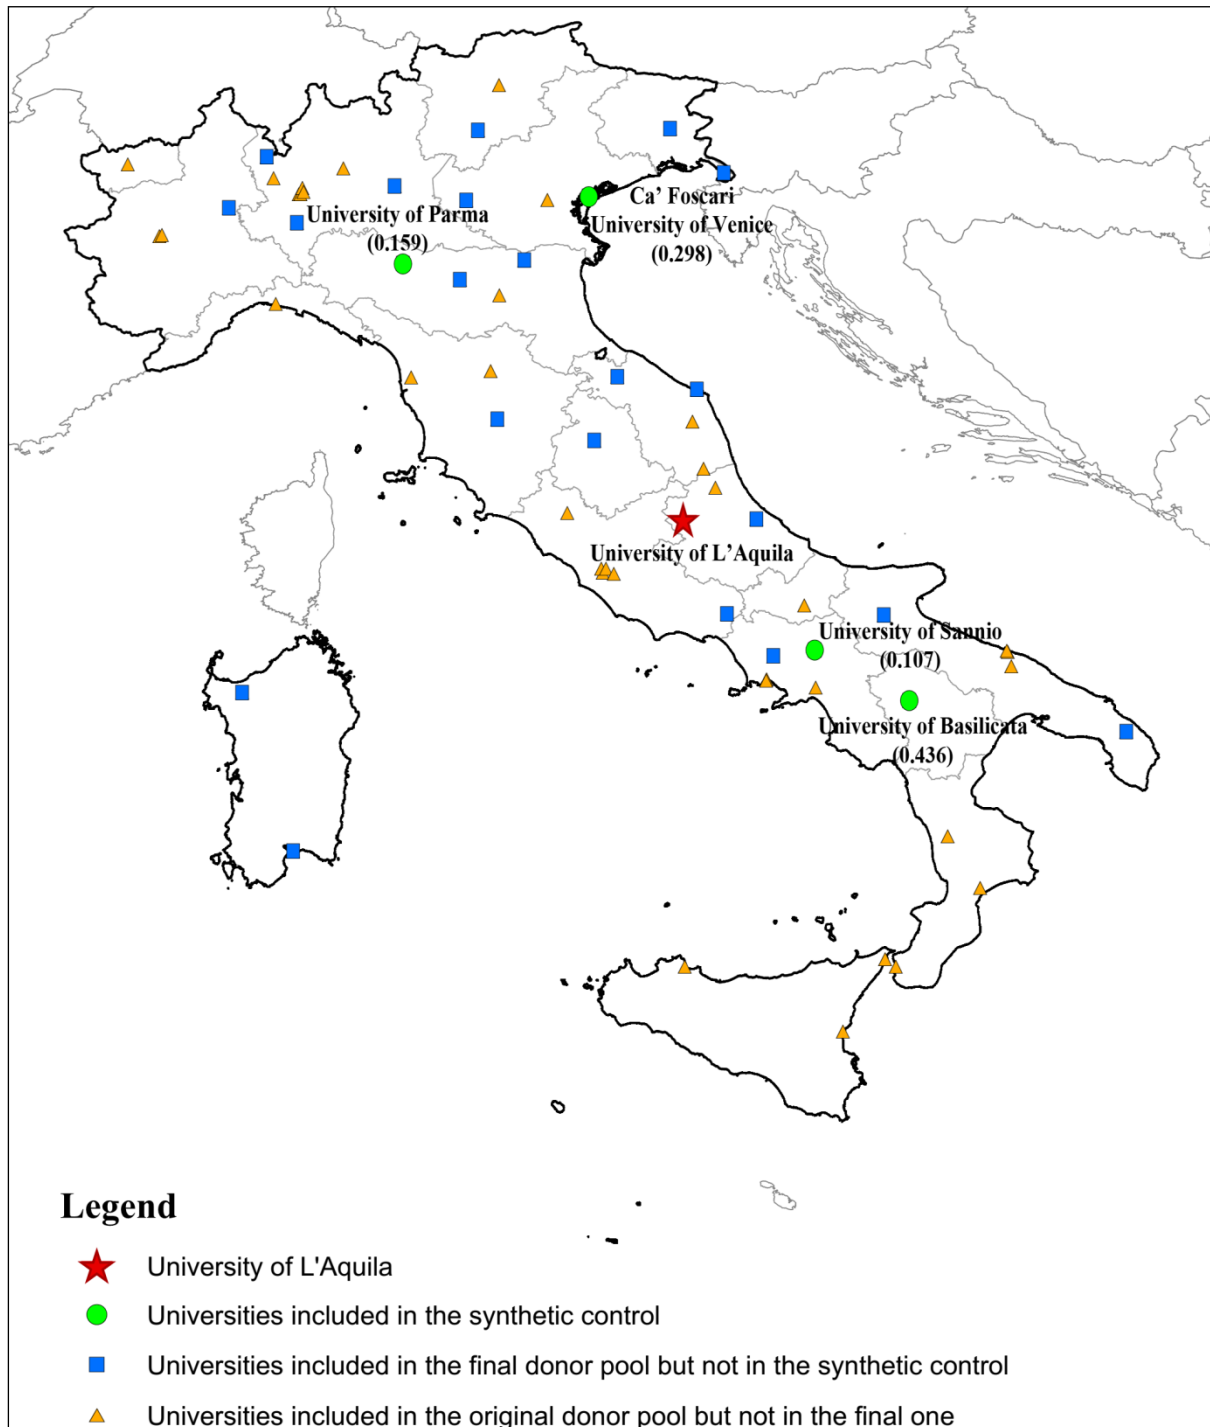 University of Parma
(0.159)
Ca' Foscari
University of Venice
(0.298)
University of L'Aquila
University of Sannio
(0.107)
University of Basilicata
(0.436)
Legend
University of L'Aquila
Universities included in the synthetic control
Universities included in the final donor pool but not in the synthetic control
Universities included in the original donor pool but not in the final one